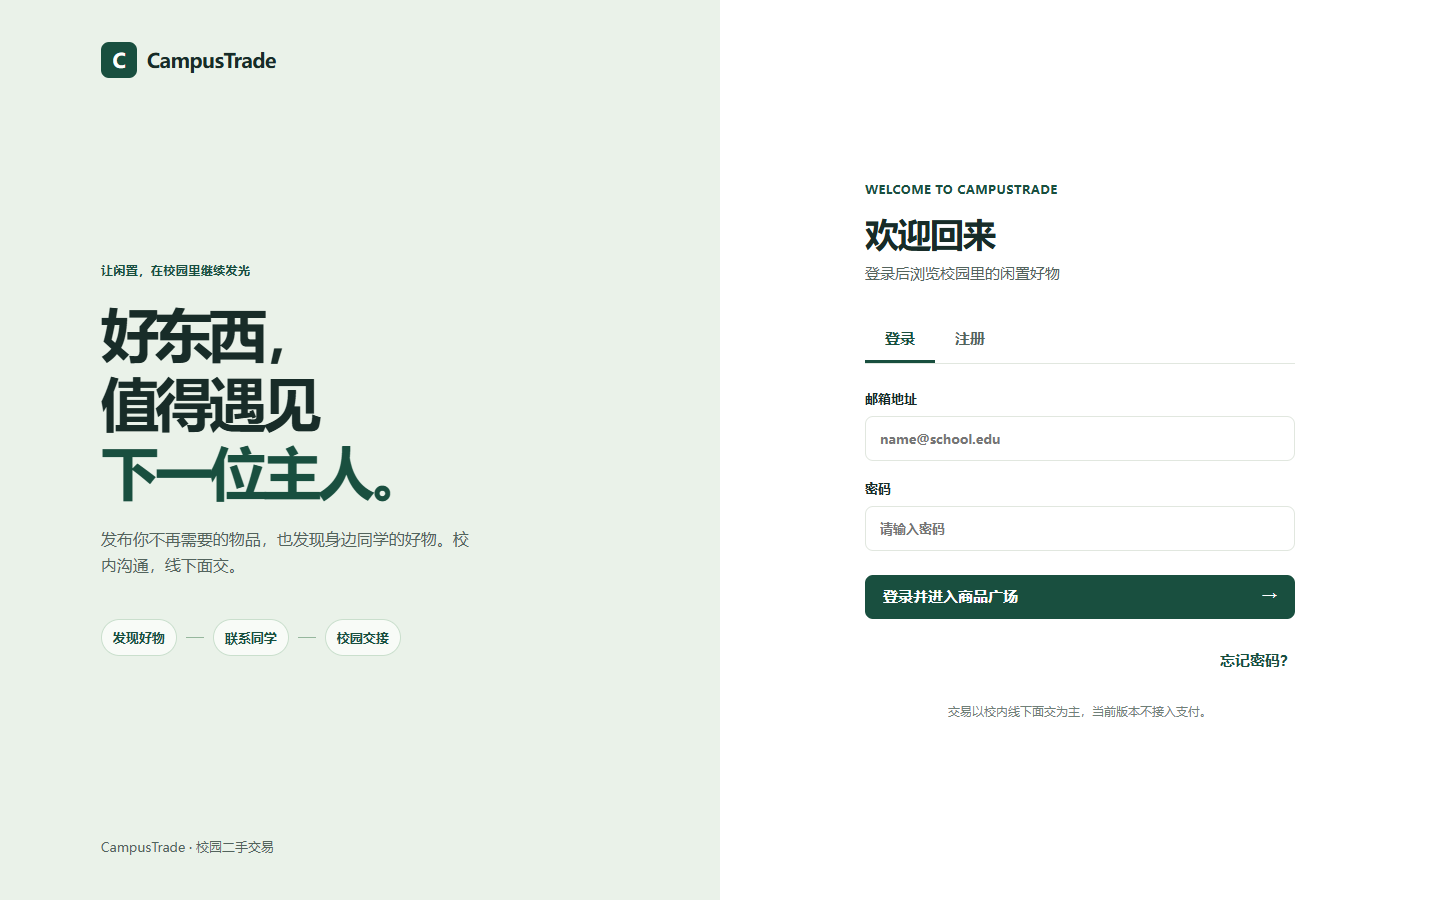 C CampusTrade
让闲置，在校园里继续发光
好东西，
值得遇见
下一位主人。
发布你不再需要的物品，也发现身边同学的好物。校
内沟通，线下面交。
发现好物 — 联系同学 — 校园交接
CampusTrade · 校园二手交易
WELCOME TO CAMPUSTRADE
欢迎回来
登录后浏览校园里的闲置好物
登录 注册
邮箱地址
name@school.edu
密码
请输入密码
登录并进入商品广场 →
忘记密码？
交易以校内线下面交为主，当前版本不接入支付。